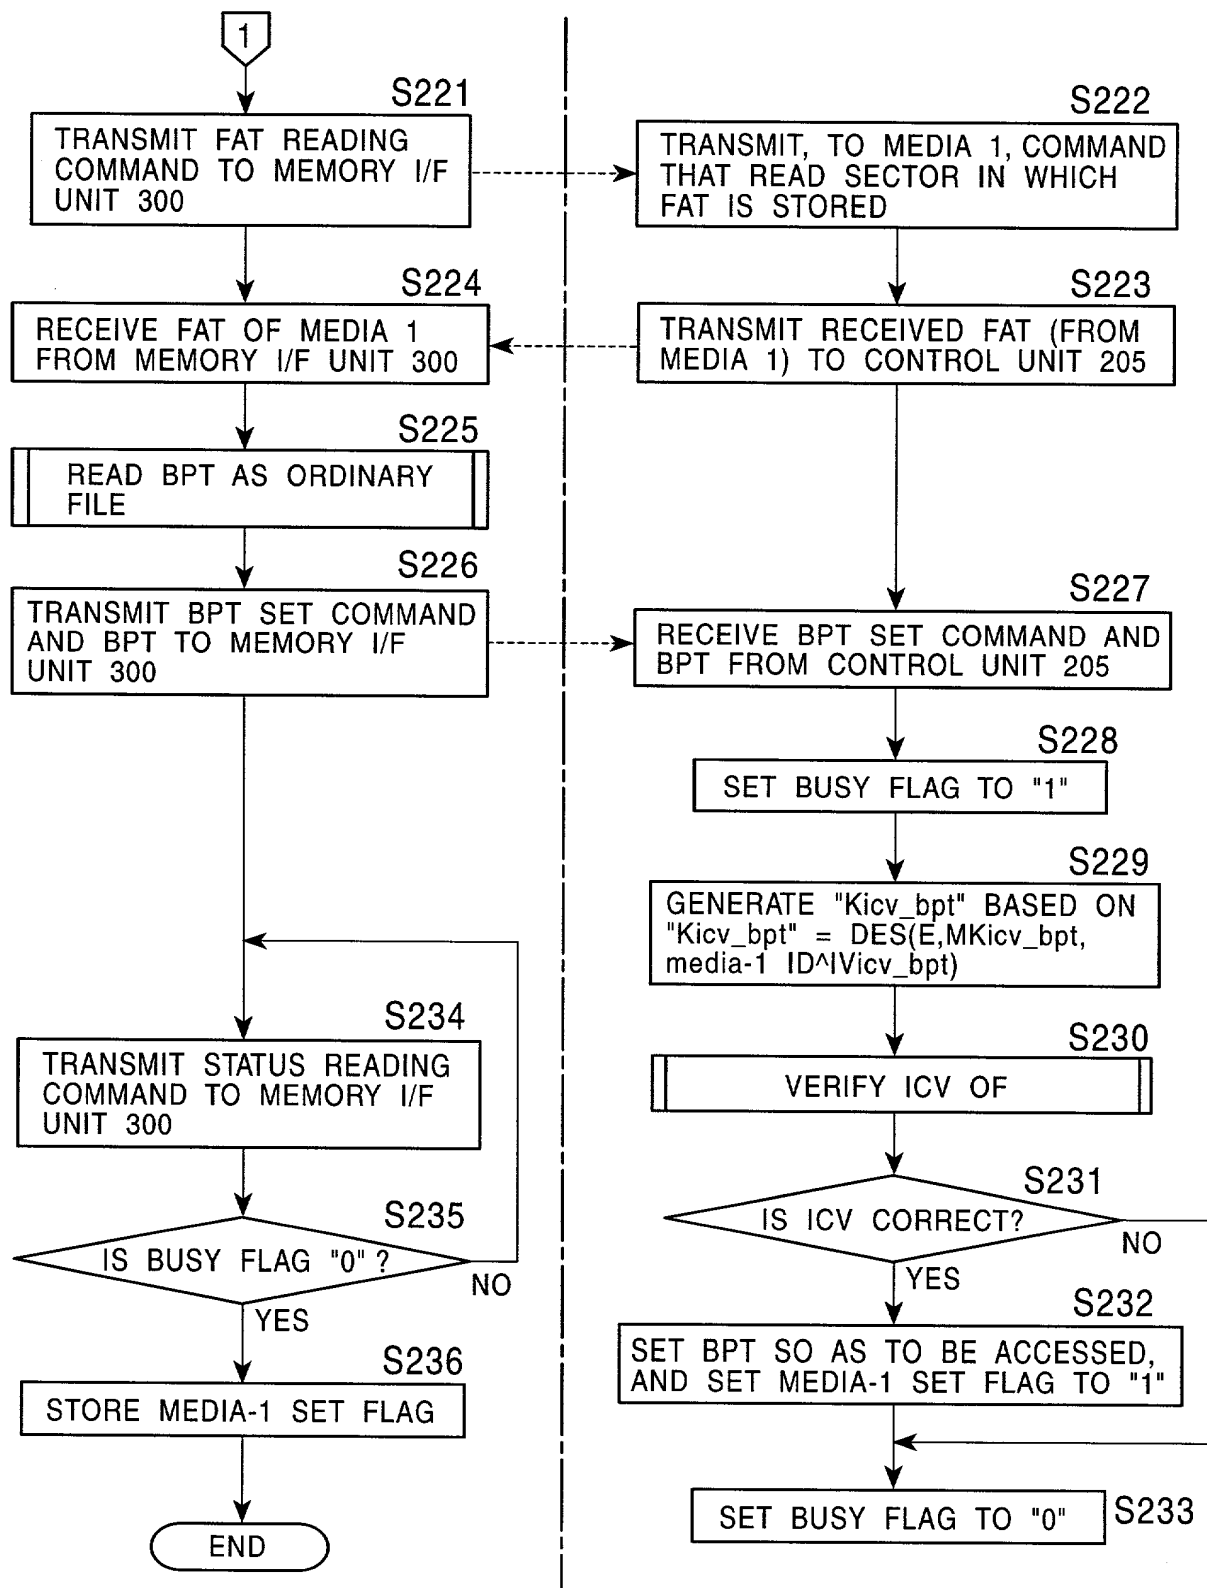 1
S221
TRANSMIT FAT READING
COMMAND TO MEMORY I/F
UNIT 300
S222
TRANSMIT, TO MEDIA 1, COMMAND
THAT READ SECTOR IN WHICH
FAT IS STORED
S224
RECEIVE FAT OF MEDIA 1
FROM MEMORY I/F UNIT 300
S223
TRANSMIT RECEIVED FAT (FROM
MEDIA 1) TO CONTROL UNIT 205
S225
READ BPT AS ORDINARY
FILE
S226
TRANSMIT BPT SET COMMAND
AND BPT TO MEMORY I/F
UNIT 300
S227
RECEIVE BPT SET COMMAND AND
BPT FROM CONTROL UNIT 205
S228
SET BUSY FLAG TO "1"
S229
GENERATE "Kicv_bpt" BASED ON
"Kicv_bpt" = DES(E,MKicv_bpt,
media-1 ID^IVicv_bpt)
S234
TRANSMIT STATUS READING
COMMAND TO MEMORY I/F
UNIT 300
S230
VERIFY ICV OF
S235
IS BUSY FLAG "0" ?
NO
YES
S231
IS ICV CORRECT?
NO
YES
S232
SET BPT SO AS TO BE ACCESSED,
AND SET MEDIA-1 SET FLAG TO "1"
S236
STORE MEDIA-1 SET FLAG
S233
SET BUSY FLAG TO "0"
END